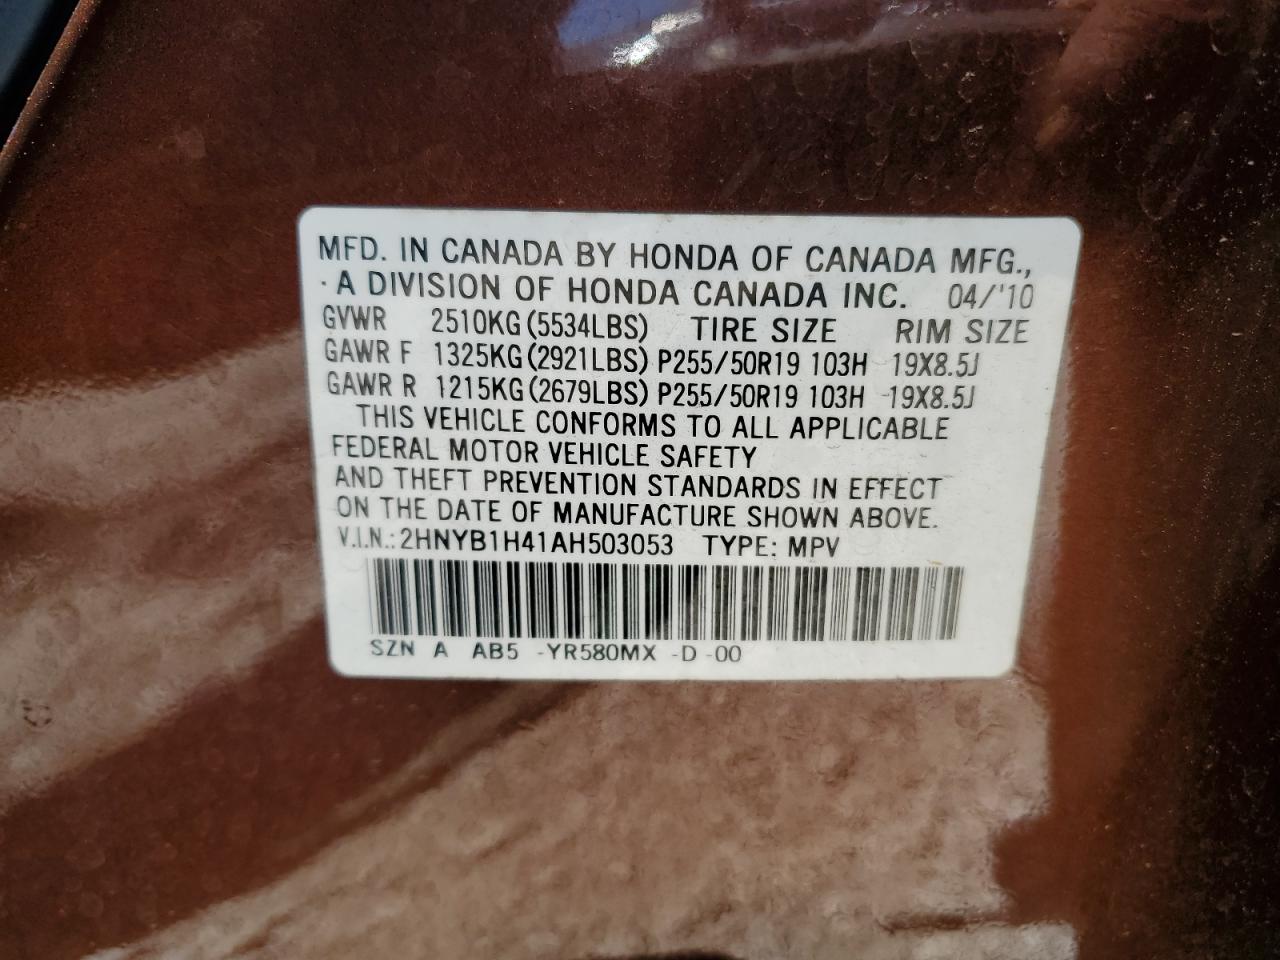 MFD. IN CANADA BY HONDA OF CANADA MFG.,
· A DIVISION OF HONDA CANADA INC. 04/'10
GVWR 2510KG (5534LBS) TIRE SIZE RIM SIZE
GAWR F 1325KG (2921LBS) P255/50R19 103H 19X8.5J
GAWR R 1215KG (2679LBS) P255/50R19 103H -19X8.5J
THIS VEHICLE CONFORMS TO ALL APPLICABLE
FEDERAL MOTOR VEHICLE SAFETY
AND THEFT PREVENTION STANDARDS IN EFFECT
ON THE DATE OF MANUFACTURE SHOWN ABOVE.
V.I.N.: 2HNYB1H41AH503053 TYPE: MPV
SZN A AB5 -YR580MX -D -00